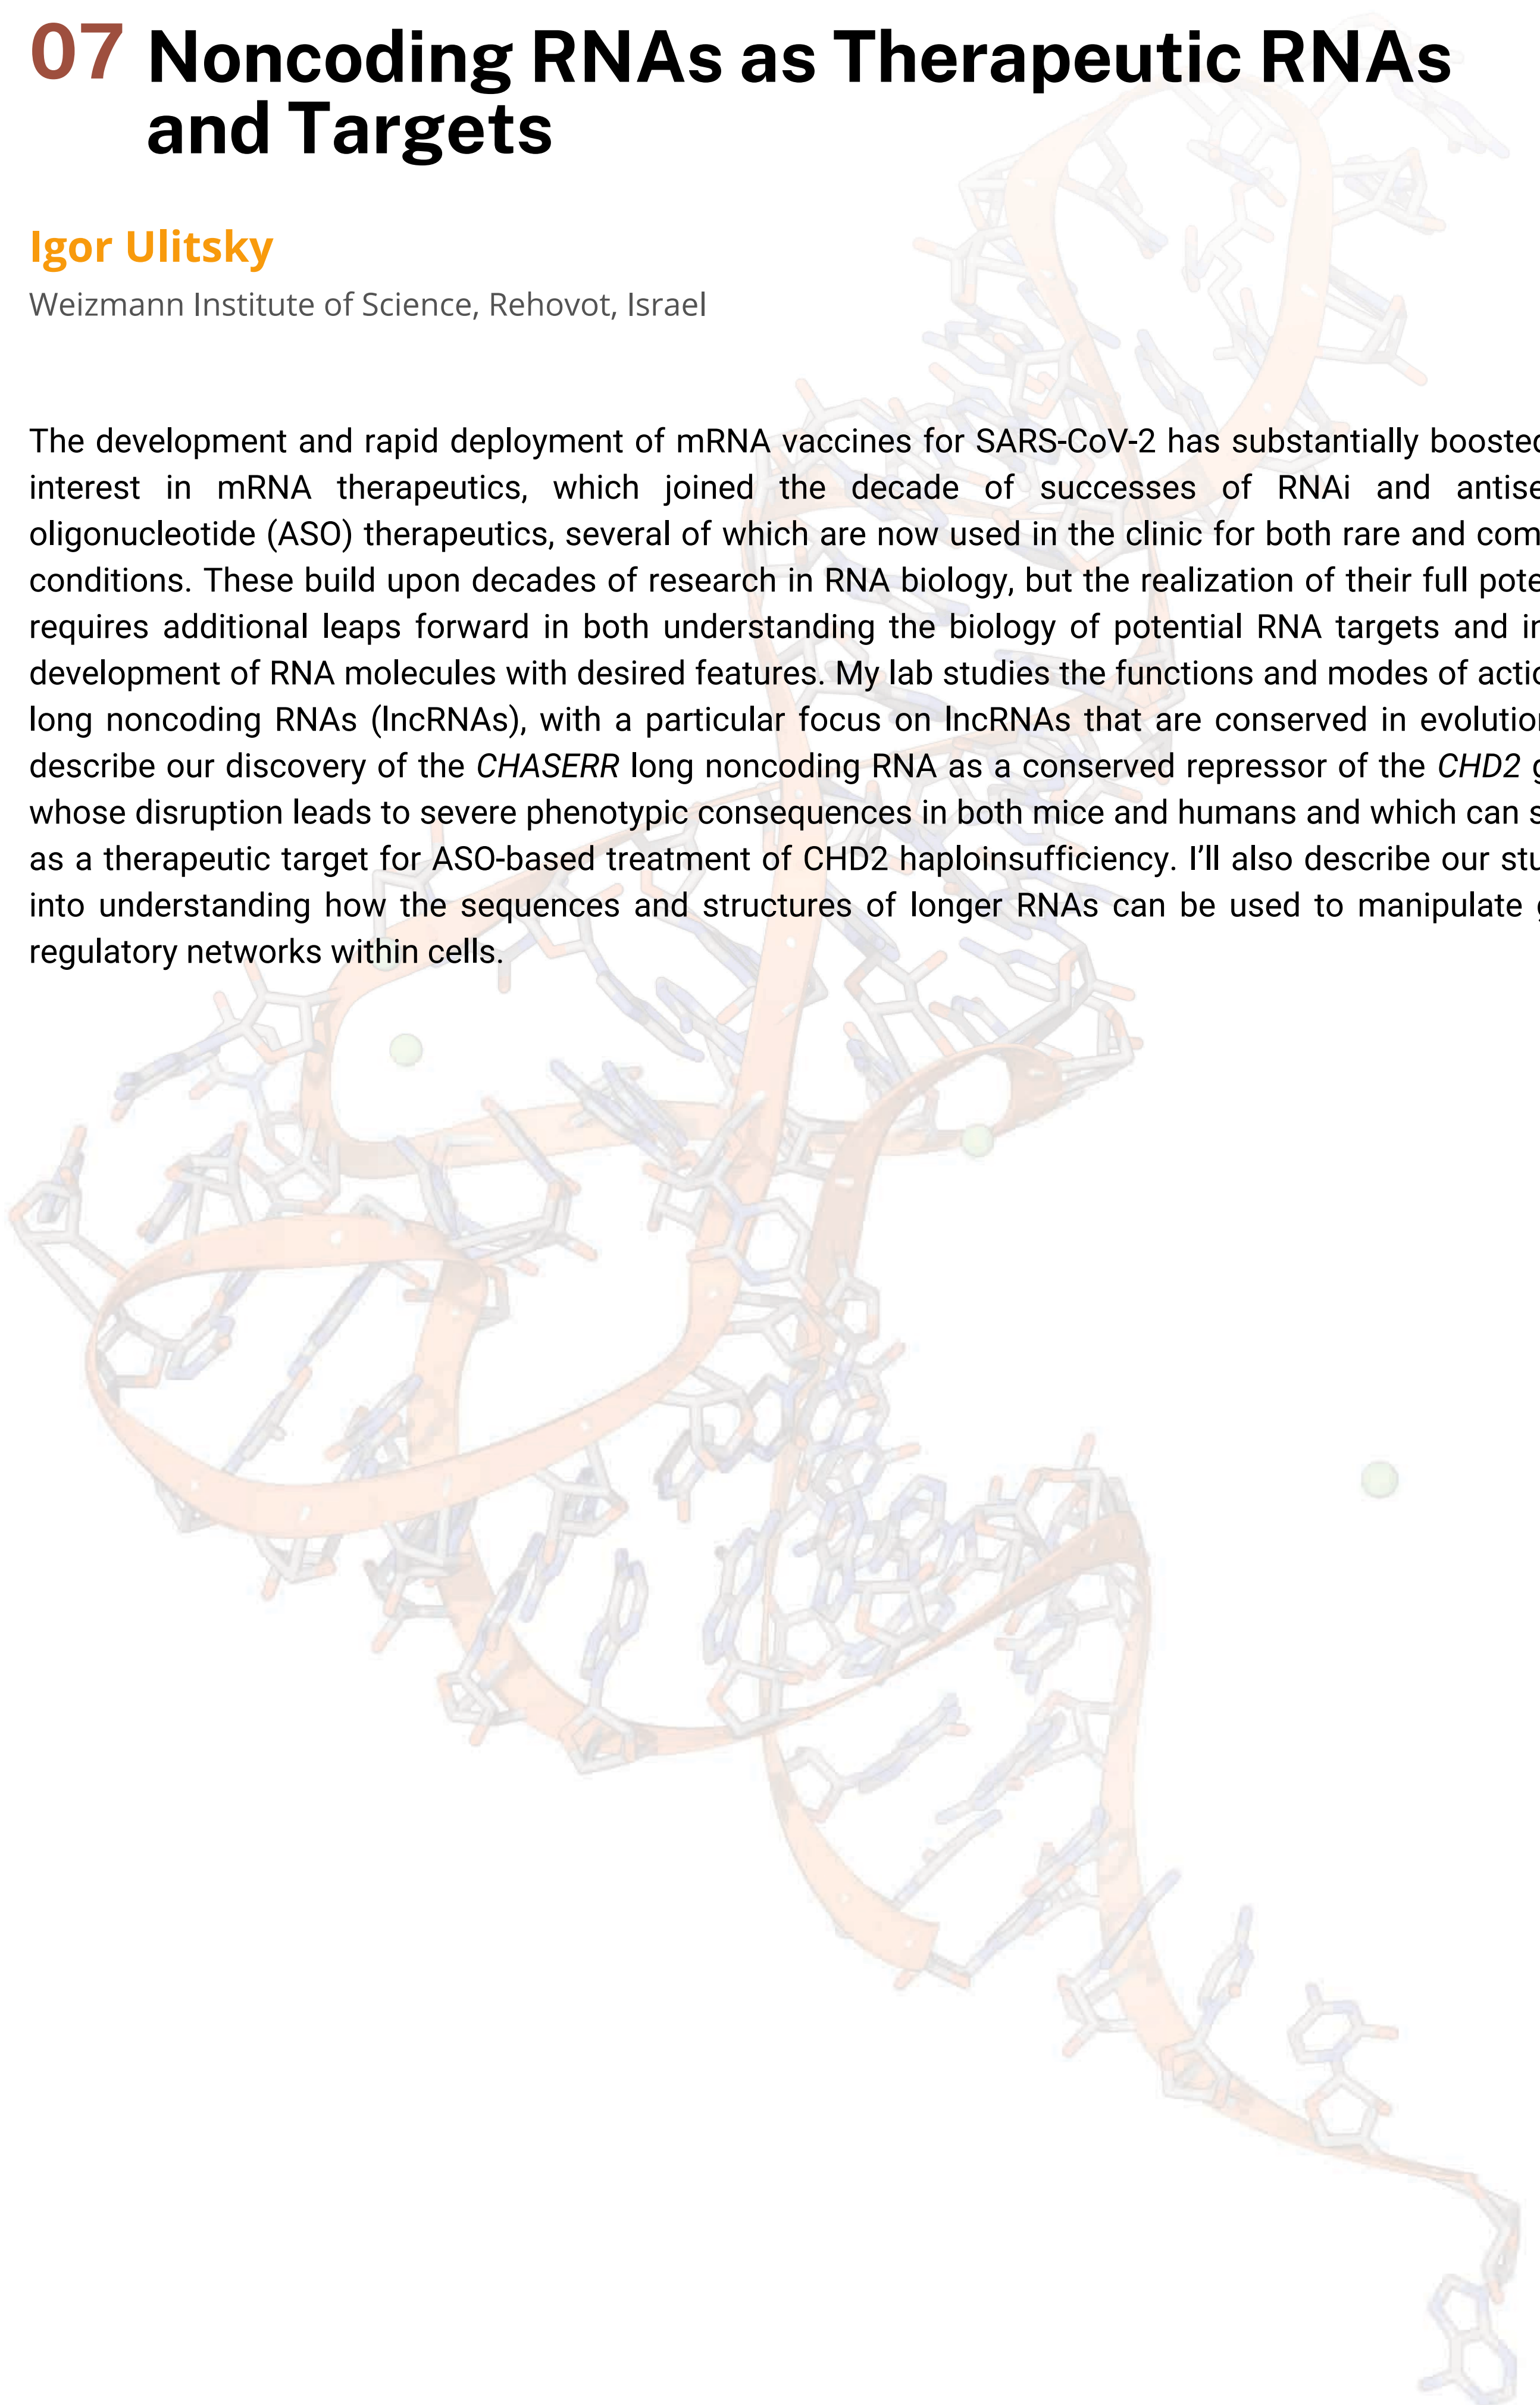 07 Noncoding RNAs as Therapeutic RNAs
and Targets
Igor Ulitsky
Weizmann Institute of Science, Rehovot, Israel
The development and rapid deployment of mRNA vaccines for SARS-CoV-2 has substantially boosted
interest in mRNA therapeutics, which joined the decade of successes of RNAi and
oligonucleotide (ASO) therapeutics, several of which are now used in the clinic for both rare and
conditions. These build upon decades of research in RNA biology, but the realization of their full
requires additional leaps forward in both understanding the biology of potential RNA targets and
development of RNA molecules with desired features. My lab studies the functions and modes of
long noncoding RNAs (lncRNAs), with a particular focus on lncRNAs that are conserved in
describe our discovery of the CHASERR long noncoding RNA as a conserved repressor of the CHD2
whose disruption leads to severe phenotypic consequences in both mice and humans and which can
as a therapeutic target for ASO-based treatment of CHD2 haploinsufficiency. I’ll also describe our
into understanding how the sequences and structures of longer RNAs can be used to manipulate
regulatory networks within cells.